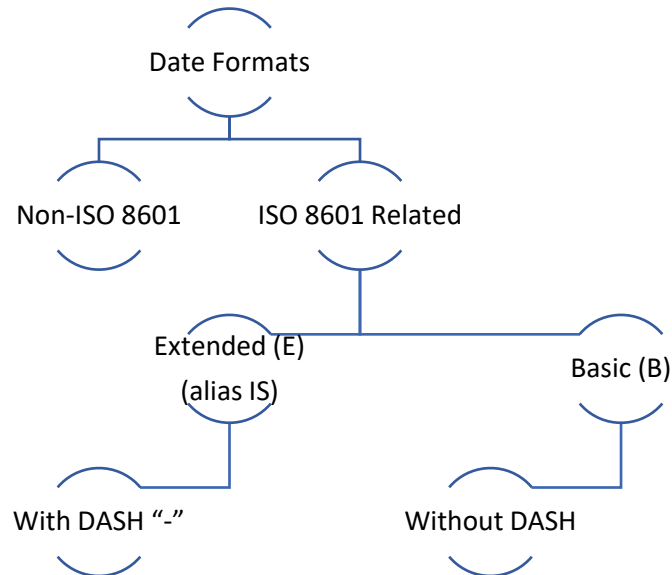 Date Formats
Non-ISO 8601
ISO 8601 Related
Extended (E)
(alias IS)
Basic (B)
With DASH “-”
Without DASH